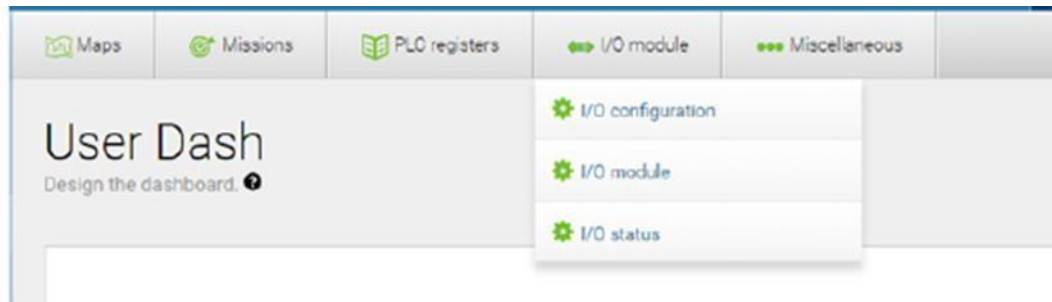 Maps Missions PLC registers I/O module Miscellaneous
I/O configuration
User Dash
Design the dashboard. ?
I/O module
I/O status